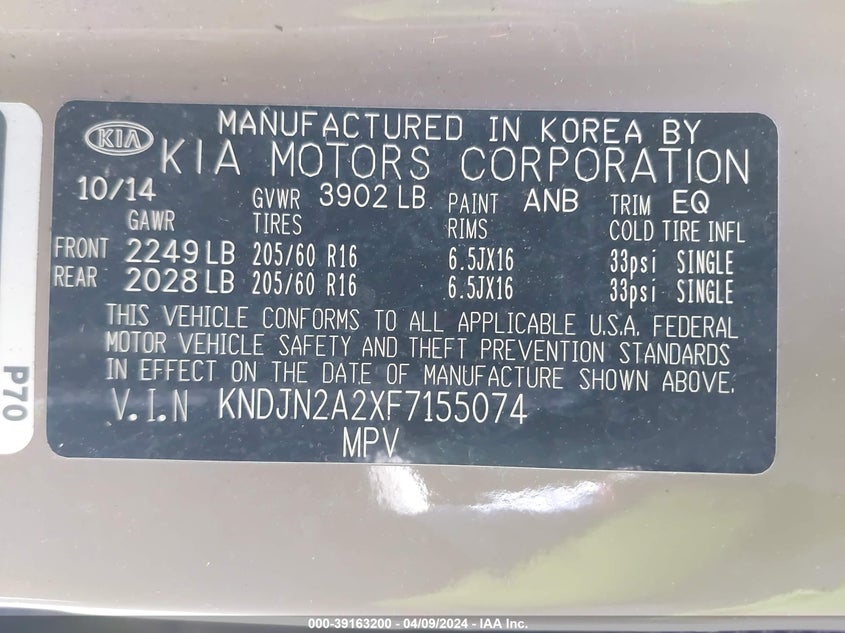 KIA
MANUFACTURED IN KOREA BY
KIA MOTORS CORPORATION
10/14 GVWR 3902 LB PAINT ANB TRIM EQ
GAWR TIRES RIMS COLD TIRE INFL
FRONT 2249 LB 205/60 R16 6.5JX16 33psi SINGLE
REAR 2028 LB 205/60 R16 6.5JX16 33psi SINGLE
THIS VEHICLE CONFORMS TO ALL APPLICABLE U.S.A. FEDERAL
MOTOR VEHICLE SAFETY AND THEFT PREVENTION STANDARDS
IN EFFECT ON THE DATE OF MANUFACTURE SHOWN ABOVE.
V.I.N KNDJN2A2XF7155074
MPV
P70
000-39163200 - 04/09/2024 - IAA Inc.